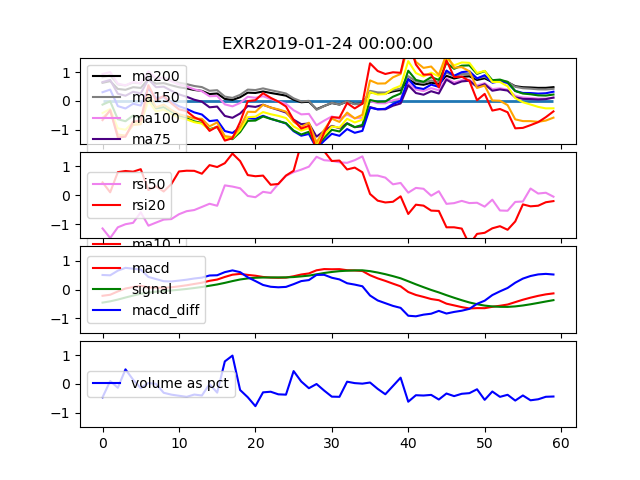 EXR2019-01-24 00:00:00
1
0
−1
ma200
ma150
ma100
ma75
1
0
−1
rsi50
rsi20
ma10
1
0
−1
macd
signal
macd_diff
1
0
−1
volume as pct
0 10 20 30 40 50 60